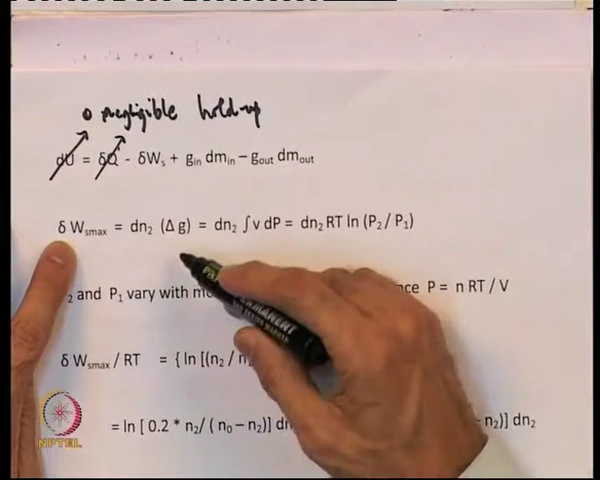 0 negligible hold-up
dU = δQ - δWs + gin dmin – gout dmout
δ Wsmax = dn2 (Δ g) = dn2 ∫v dP = dn2 RT ln (P2 / P1)
2 and P1 vary with P = n RT / V
δ Wsmax / RT = { ln [(n2 /
= ln [ 0.2 * n2/ ( n0 – n2)] – n2)] dn2
PERMANENT
NPTEL